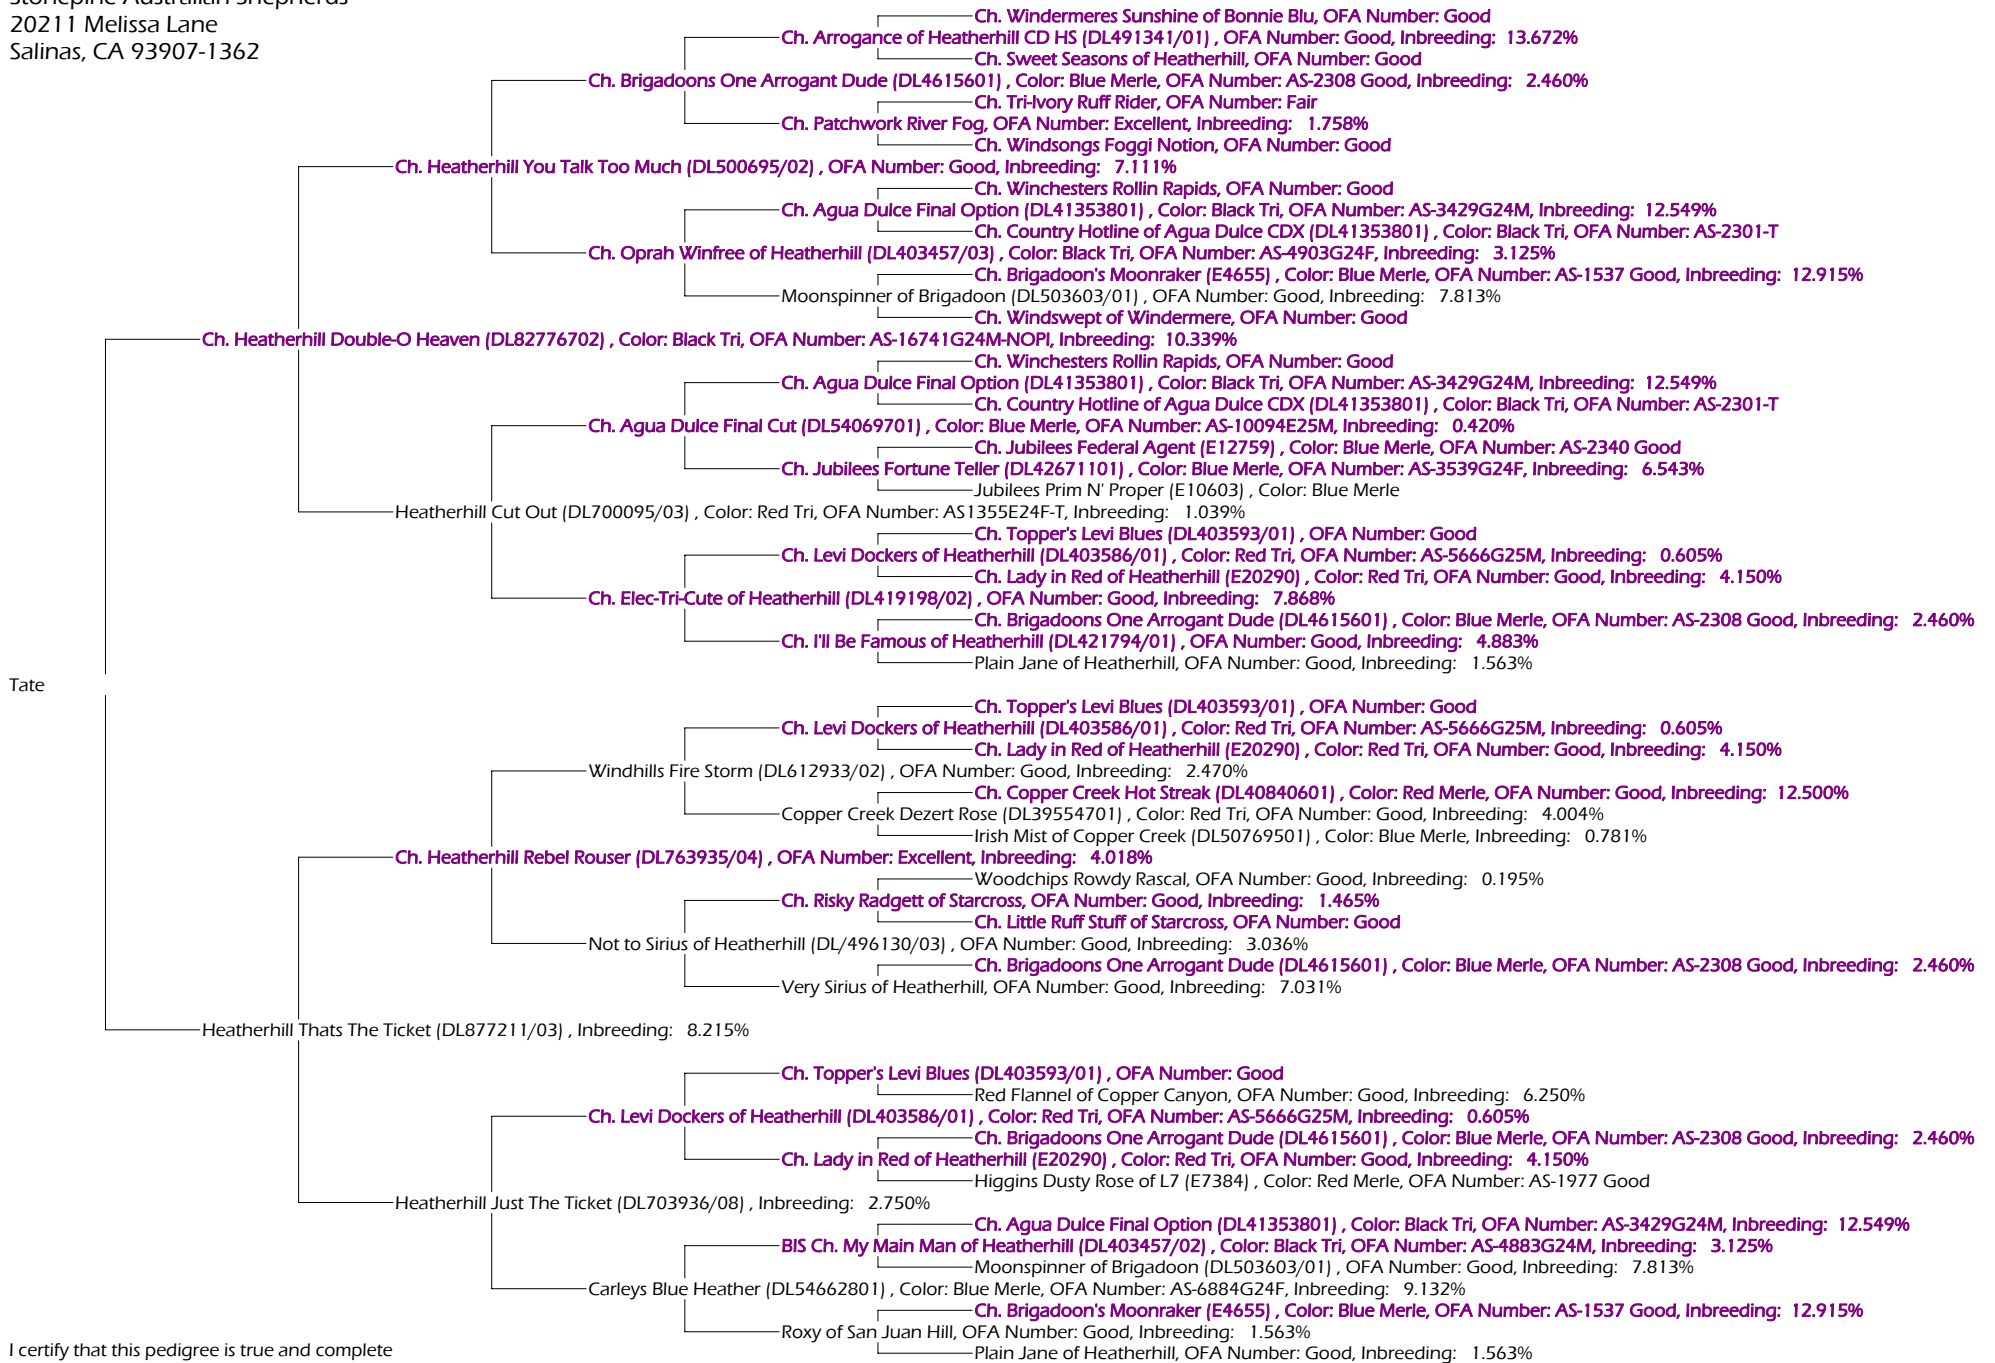 Stonepine Australian Shepherds
20211 Melissa Lane
Salinas, CA 93907-1362
Ch. Windermeres Sunshine of Bonnie Blu, OFA Number: Good
Ch. Arrogance of Heatherhill CD HS (DL491341/01) , OFA Number: Good, Inbreeding: 13.672%
Ch. Sweet Seasons of Heatherhill, OFA Number: Good
Ch. Brigadoons One Arrogant Dude (DL4615601) , Color: Blue Merle, OFA Number: AS-2308 Good, Inbreeding: 2.460%
Ch. Tri-Ivory Ruff Rider, OFA Number: Fair
Ch. Patchwork River Fog, OFA Number: Excellent, Inbreeding: 1.758%
Ch. Windsongs Foggi Notion, OFA Number: Good
Ch. Heatherhill You Talk Too Much (DL500695/02) , OFA Number: Good, Inbreeding: 7.111%
Ch. Winchesters Rollin Rapids, OFA Number: Good
Ch. Agua Dulce Final Option (DL41353801) , Color: Black Tri, OFA Number: AS-3429G24M, Inbreeding: 12.549%
Ch. Country Hotline of Agua Dulce CDX (DL41353801) , Color: Black Tri, OFA Number: AS-2301-T
Ch. Oprah Winfree of Heatherhill (DL403457/03) , Color: Black Tri, OFA Number: AS-4903G24F, Inbreeding: 3.125%
Ch. Brigadoon's Moonraker (E4655) , Color: Blue Merle, OFA Number: AS-1537 Good, Inbreeding: 12.915%
Moonspinner of Brigadoon (DL503603/01) , OFA Number: Good, Inbreeding: 7.813%
Ch. Windswept of Windermere, OFA Number: Good
Ch. Heatherhill Double-O Heaven (DL82776702) , Color: Black Tri, OFA Number: AS-16741G24M-NOPI, Inbreeding: 10.339%
Ch. Winchesters Rollin Rapids, OFA Number: Good
Ch. Agua Dulce Final Option (DL41353801) , Color: Black Tri, OFA Number: AS-3429G24M, Inbreeding: 12.549%
Ch. Country Hotline of Agua Dulce CDX (DL41353801) , Color: Black Tri, OFA Number: AS-2301-T
Ch. Agua Dulce Final Cut (DL54069701) , Color: Blue Merle, OFA Number: AS-10094E25M, Inbreeding: 0.420%
Ch. Jubilees Federal Agent (E12759) , Color: Blue Merle, OFA Number: AS-2340 Good
Ch. Jubilees Fortune Teller (DL42671101) , Color: Blue Merle, OFA Number: AS-3539G24F, Inbreeding: 6.543%
Jubilees Prim N' Proper (E10603) , Color: Blue Merle
Heatherhill Cut Out (DL700095/03) , Color: Red Tri, OFA Number: AS1355E24F-T, Inbreeding: 1.039%
Ch. Topper's Levi Blues (DL403593/01) , OFA Number: Good
Ch. Levi Dockers of Heatherhill (DL403586/01) , Color: Red Tri, OFA Number: AS-5666G25M, Inbreeding: 0.605%
Ch. Lady in Red of Heatherhill (E20290) , Color: Red Tri, OFA Number: Good, Inbreeding: 4.150%
Ch. Elec-Tri-Cute of Heatherhill (DL419198/02) , OFA Number: Good, Inbreeding: 7.868%
Ch. Brigadoons One Arrogant Dude (DL4615601) , Color: Blue Merle, OFA Number: AS-2308 Good, Inbreeding: 2.460%
Ch. I'll Be Famous of Heatherhill (DL421794/01) , OFA Number: Good, Inbreeding: 4.883%
Plain Jane of Heatherhill, OFA Number: Good, Inbreeding: 1.563%
Tate
Ch. Topper's Levi Blues (DL403593/01) , OFA Number: Good
Ch. Levi Dockers of Heatherhill (DL403586/01) , Color: Red Tri, OFA Number: AS-5666G25M, Inbreeding: 0.605%
Ch. Lady in Red of Heatherhill (E20290) , Color: Red Tri, OFA Number: Good, Inbreeding: 4.150%
Windhills Fire Storm (DL612933/02) , OFA Number: Good, Inbreeding: 2.470%
Ch. Copper Creek Hot Streak (DL40840601) , Color: Red Merle, OFA Number: Good, Inbreeding: 12.500%
Copper Creek Dezert Rose (DL39554701) , Color: Red Tri, OFA Number: Good, Inbreeding: 4.004%
Irish Mist of Copper Creek (DL50769501) , Color: Blue Merle, Inbreeding: 0.781%
Ch. Heatherhill Rebel Rouser (DL763935/04) , OFA Number: Excellent, Inbreeding: 4.018%
Woodchips Rowdy Rascal, OFA Number: Good, Inbreeding: 0.195%
Ch. Risky Radgett of Starcross, OFA Number: Good, Inbreeding: 1.465%
Ch. Little Ruff Stuff of Starcross, OFA Number: Good
Not to Sirius of Heatherhill (DL/496130/03) , OFA Number: Good, Inbreeding: 3.036%
Ch. Brigadoons One Arrogant Dude (DL4615601) , Color: Blue Merle, OFA Number: AS-2308 Good, Inbreeding: 2.460%
Very Sirius of Heatherhill, OFA Number: Good, Inbreeding: 7.031%
Heatherhill Thats The Ticket (DL877211/03) , Inbreeding: 8.215%
Ch. Topper's Levi Blues (DL403593/01) , OFA Number: Good
Red Flannel of Copper Canyon, OFA Number: Good, Inbreeding: 6.250%
Ch. Levi Dockers of Heatherhill (DL403586/01) , Color: Red Tri, OFA Number: AS-5666G25M, Inbreeding: 0.605%
Ch. Brigadoons One Arrogant Dude (DL4615601) , Color: Blue Merle, OFA Number: AS-2308 Good, Inbreeding: 2.460%
Ch. Lady in Red of Heatherhill (E20290) , Color: Red Tri, OFA Number: Good, Inbreeding: 4.150%
Higgins Dusty Rose of L7 (E7384) , Color: Red Merle, OFA Number: AS-1977 Good
Heatherhill Just The Ticket (DL703936/08) , Inbreeding: 2.750%
Ch. Agua Dulce Final Option (DL41353801) , Color: Black Tri, OFA Number: AS-3429G24M, Inbreeding: 12.549%
BIS Ch. My Main Man of Heatherhill (DL403457/02) , Color: Black Tri, OFA Number: AS-4883G24M, Inbreeding: 3.125%
Moonspinner of Brigadoon (DL503603/01) , OFA Number: Good, Inbreeding: 7.813%
Carleys Blue Heather (DL54662801) , Color: Blue Merle, OFA Number: AS-6884G24F, Inbreeding: 9.132%
Ch. Brigadoon's Moonraker (E4655) , Color: Blue Merle, OFA Number: AS-1537 Good, Inbreeding: 12.915%
Roxy of San Juan Hill, OFA Number: Good, Inbreeding: 1.563%
Plain Jane of Heatherhill, OFA Number: Good, Inbreeding: 1.563%
I certify that this pedigree is true and complete